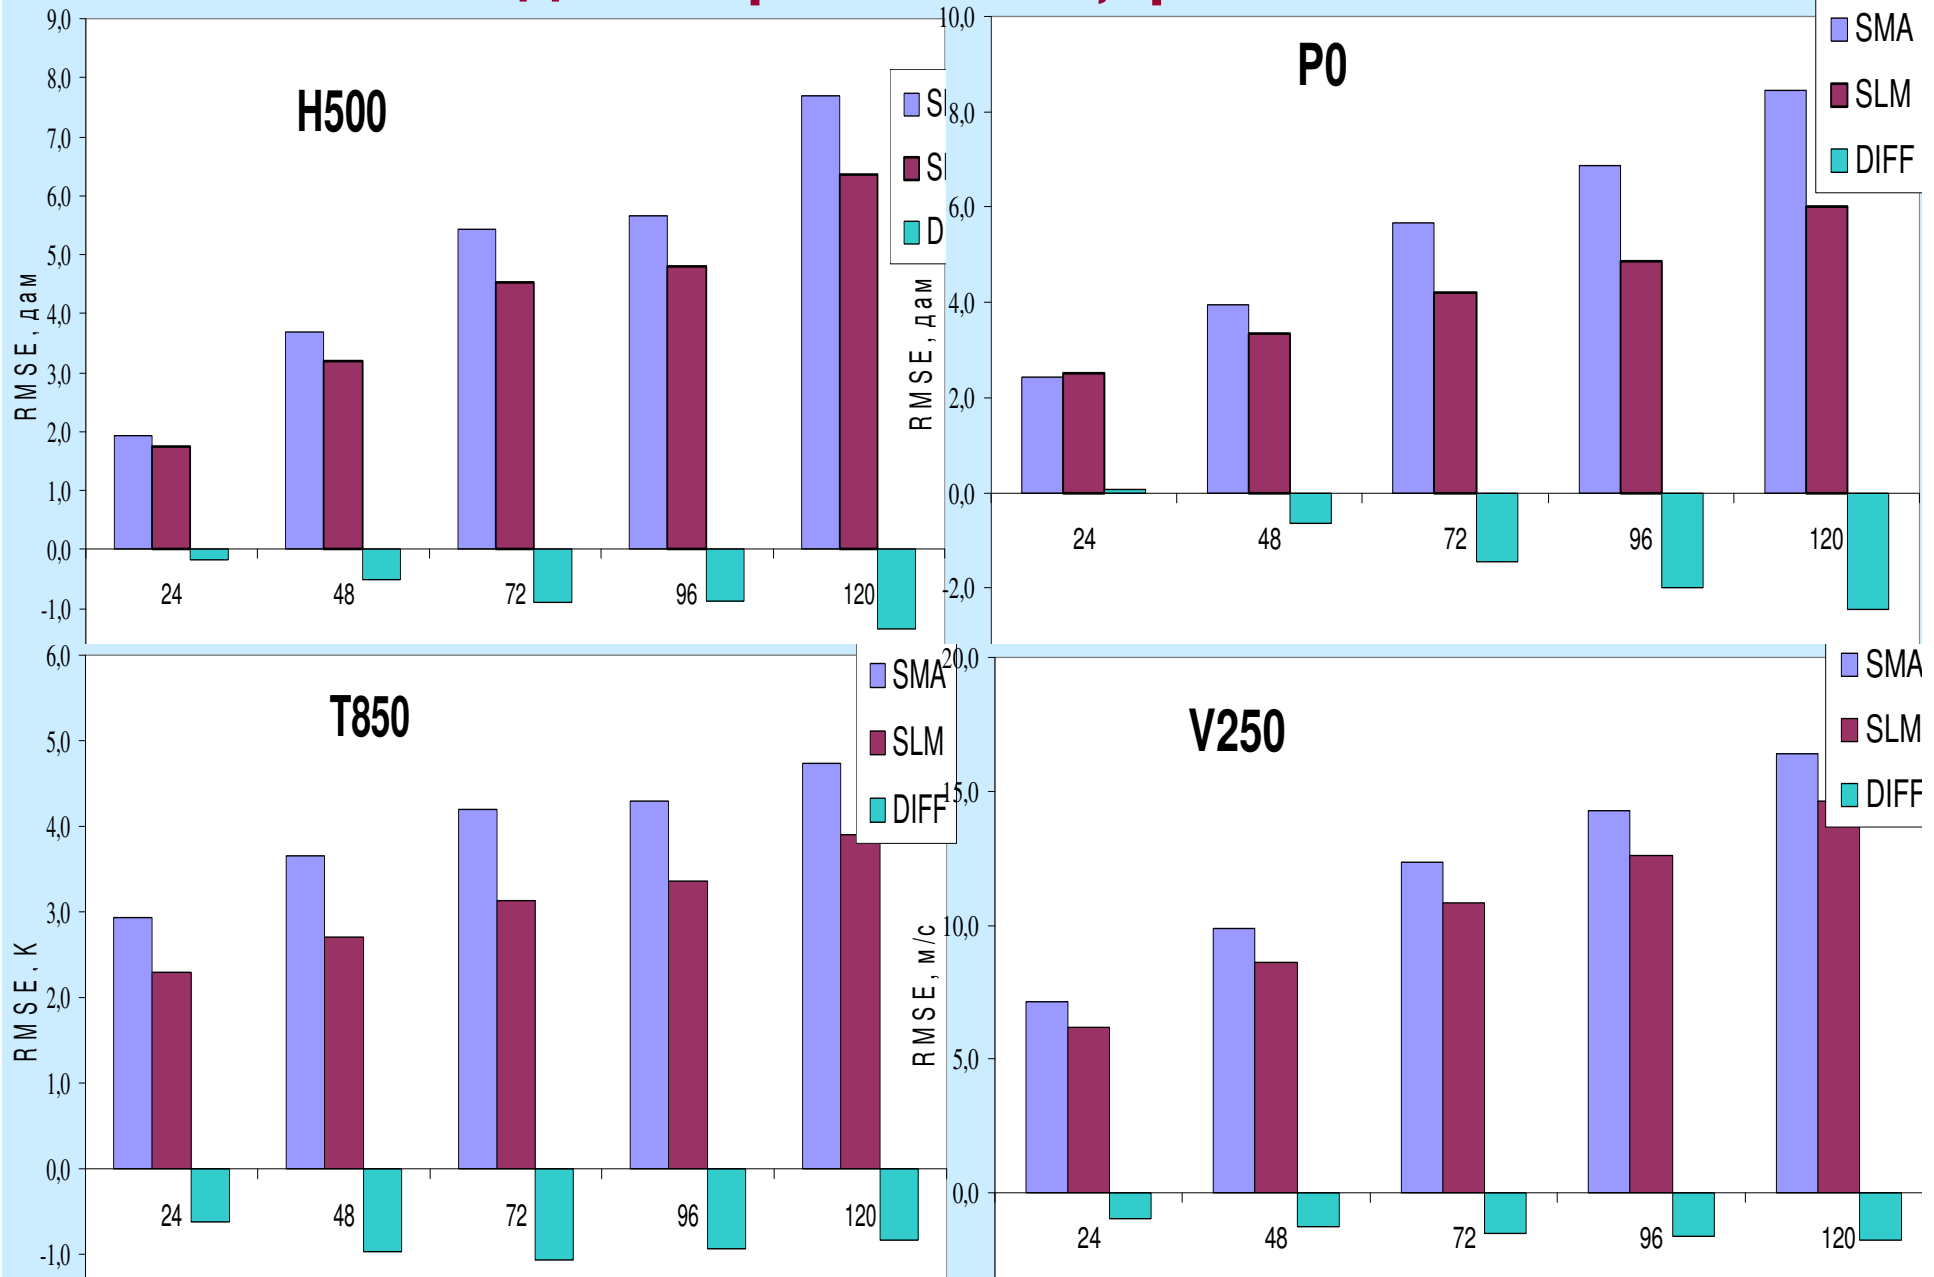 H500
9,0
8,0
7,0
6,0
5,0
4,0
3,0
2,0
1,0
0,0
-1,0
RMSE, дам
24 48 72 96 120
P0
10,0
8,0
6,0
4,0
2,0
0,0
-2,0
RMSE, дам
24 48 72 96 120
SMA
SLM
DIFF
T850
6,0
5,0
4,0
3,0
2,0
1,0
0,0
-1,0
RMSE, K
24 48 72 96 120
SMA
SLM
DIFF
V250
20,0
15,0
10,0
5,0
0,0
RMSE, м/с
24 48 72 96 120
SMA
SLM
DIFF